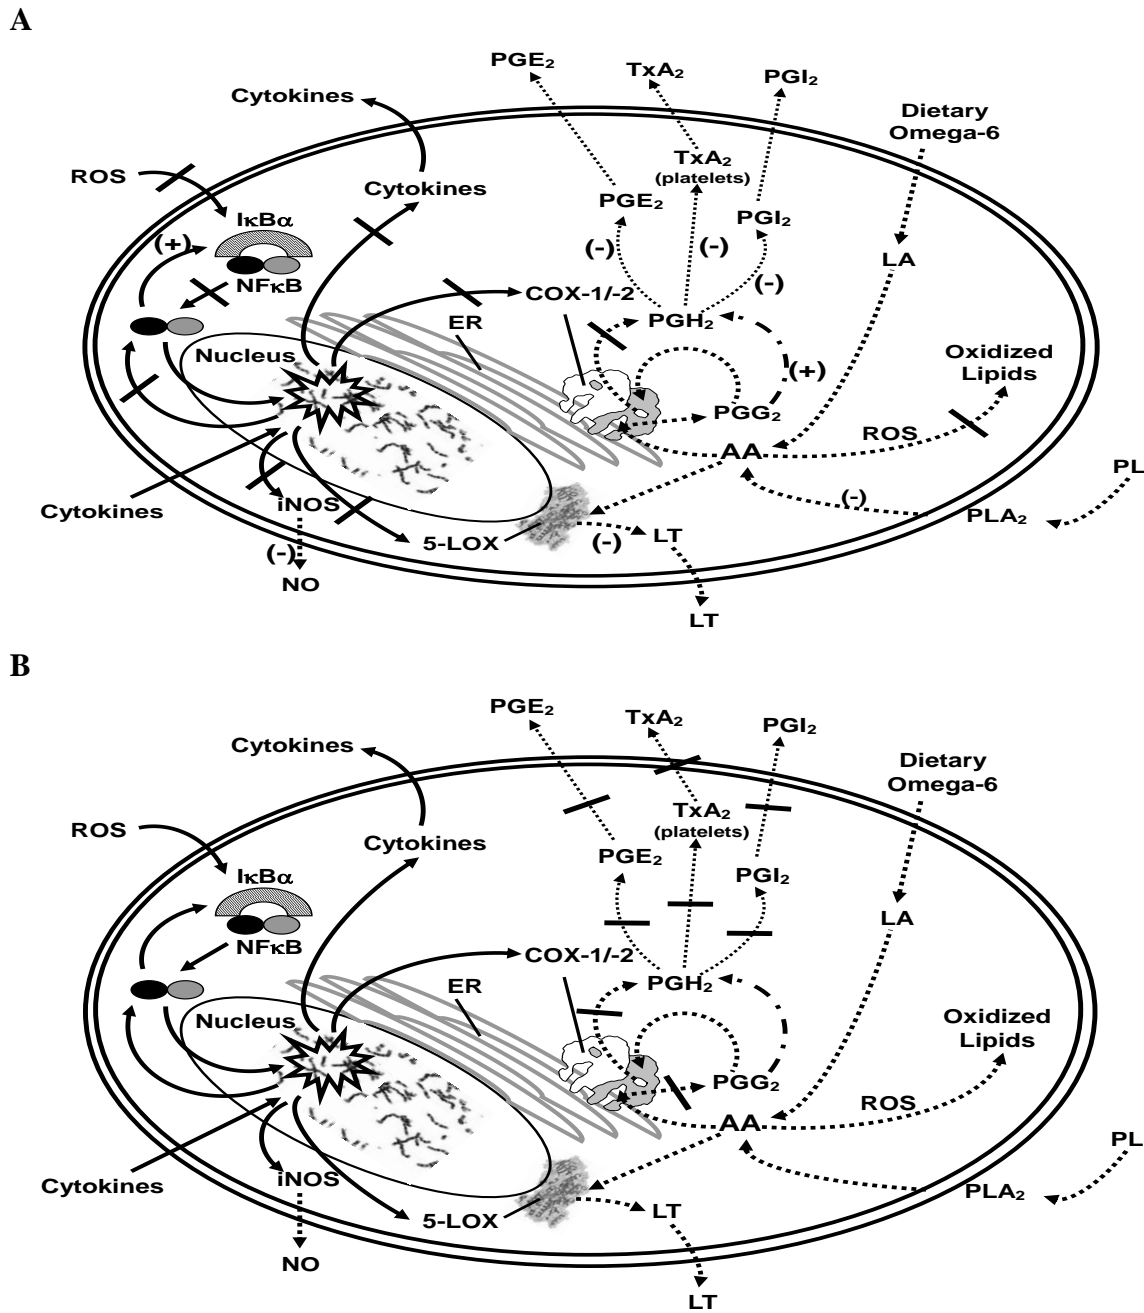 A
PGE₂
TxA₂
PGI₂
Cytokines
Dietary
Omega-6
ROS
TxA₂
(platelets)
Cytokines
PGE₂
PGI₂
IκBα
(+)
(-)
(-)
(-)
LA
NFκB
COX-1/-2
ER
PGH₂
Nucleus
Oxidized
Lipids
(+)
PGG₂
ROS
AA
PL
Cytokines
iNOS
(-)
PLA₂
5-LOX
(-)
LT
(-)
NO
LT
B
PGE₂
TxA₂
PGI₂
Cytokines
Dietary
Omega-6
ROS
TxA₂
(platelets)
Cytokines
PGE₂
PGI₂
IκBα
LA
NFκB
COX-1/-2
ER
PGH₂
Nucleus
Oxidized
Lipids
PGG₂
ROS
AA
PL
Cytokines
iNOS
PLA₂
5-LOX
LT
NO
LT